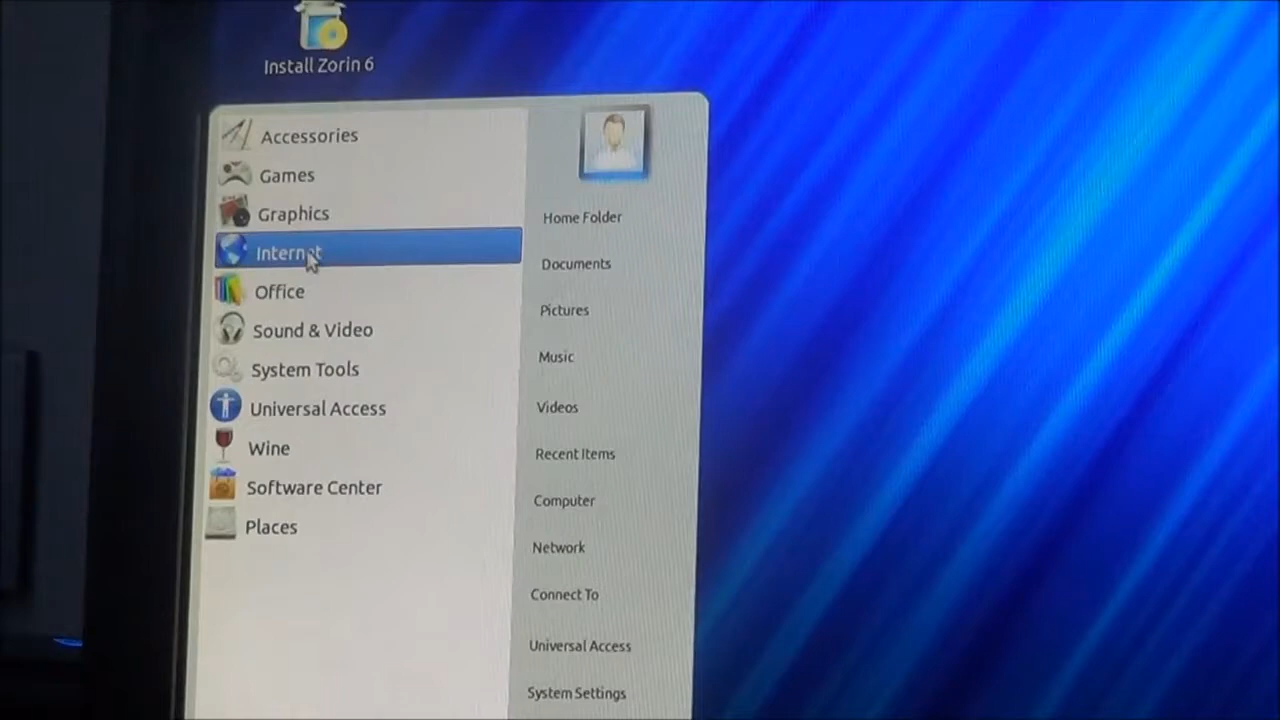 Install Zorin 6
Accessories
Games
Graphics
Internet
Office
Sound & Video
System Tools
Universal Access
Wine
Software Center
Places
Home Folder
Documents
Pictures
Music
Videos
Recent Items
Computer
Network
Connect To
Universal Access
System Settings